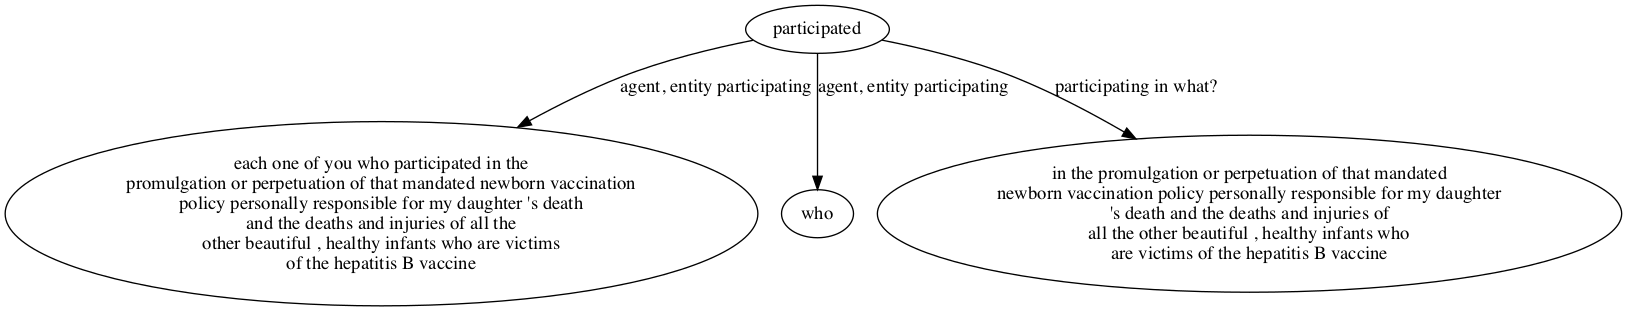 participated
agent, entity participating
agent, entity participating
participating in what?
each one of you who participated in the
promulgation or perpetuation of that mandated newborn vaccination
policy personally responsible for my daughter 's death
and the deaths and injuries of all the
other beautiful , healthy infants who are victims
of the hepatitis B vaccine
who
in the promulgation or perpetuation of that mandated
newborn vaccination policy personally responsible for my daughter
's death and the deaths and injuries of
all the other beautiful , healthy infants who
are victims of the hepatitis B vaccine